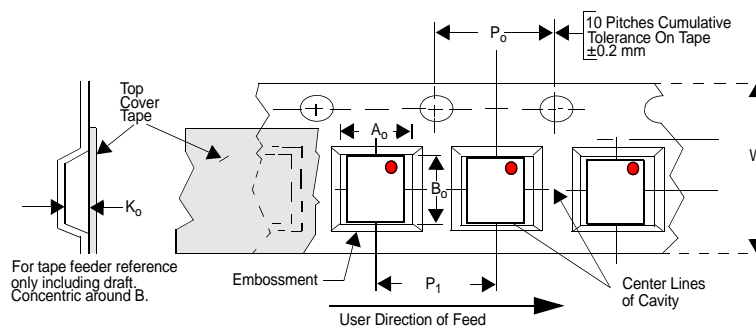 10 Pitches Cumulative
Tolerance On Tape
±0.2 mm
Po
Top
Cover
Tape
Ao
W
Bo
Ko
For tape feeder reference
only including draft.
Concentric around B.
Embossment
P1
Center Lines
of Cavity
User Direction of Feed